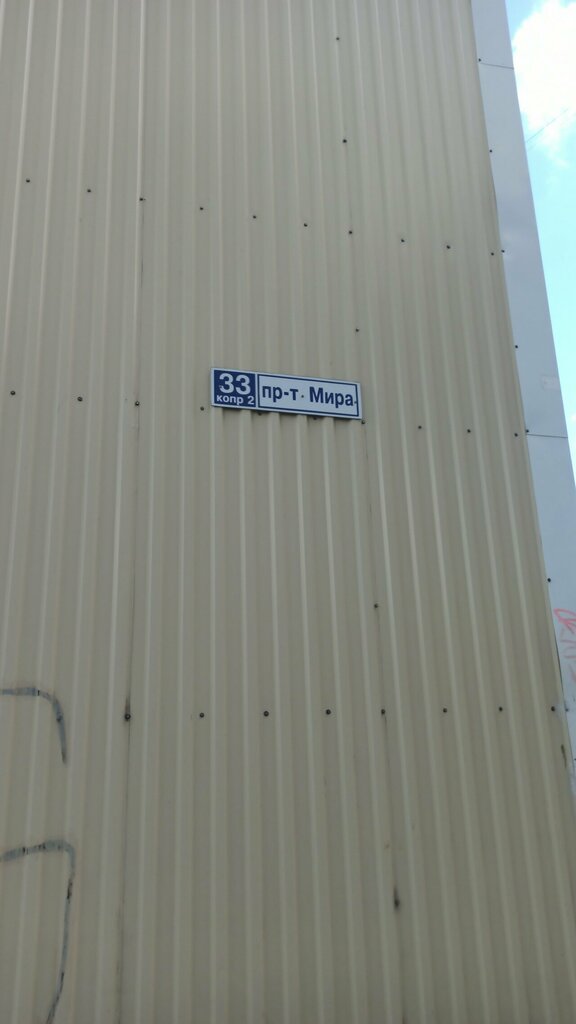 33
копр 2
пр-т. Мира